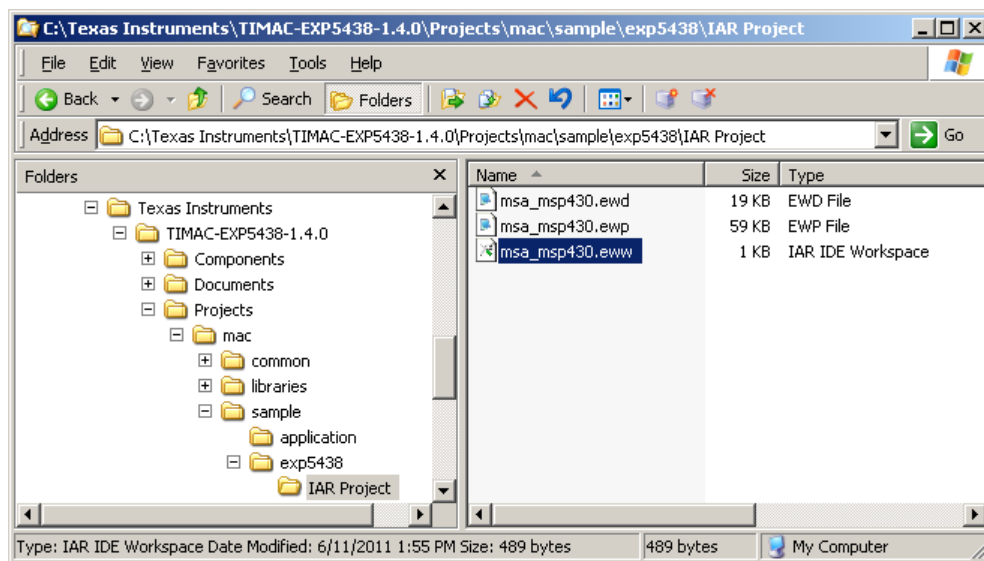 C:\Texas Instruments\TIMAC-EXP5438-1.4.0\Projects\mac\sample\exp5438\IAR Project
File Edit View Favorites Tools Help
Back Search Folders
Address C:\Texas Instruments\TIMAC-EXP5438-1.4.0\Projects\mac\sample\exp5438\IAR Project Go
Folders x Name Size Type
Texas Instruments
TIMAC-EXP5438-1.4.0
Components
Documents
Projects
mac
common
libraries
sample
application
exp5438
IAR Project
msa_msp430.ewd 19 KB EWD File
msa_msp430.ewp 59 KB EWP File
msa_msp430.eww 1 KB IAR IDE Workspace
Type: IAR IDE Workspace Date Modified: 6/11/2011 1:55 PM Size: 489 bytes 489 bytes My Computer